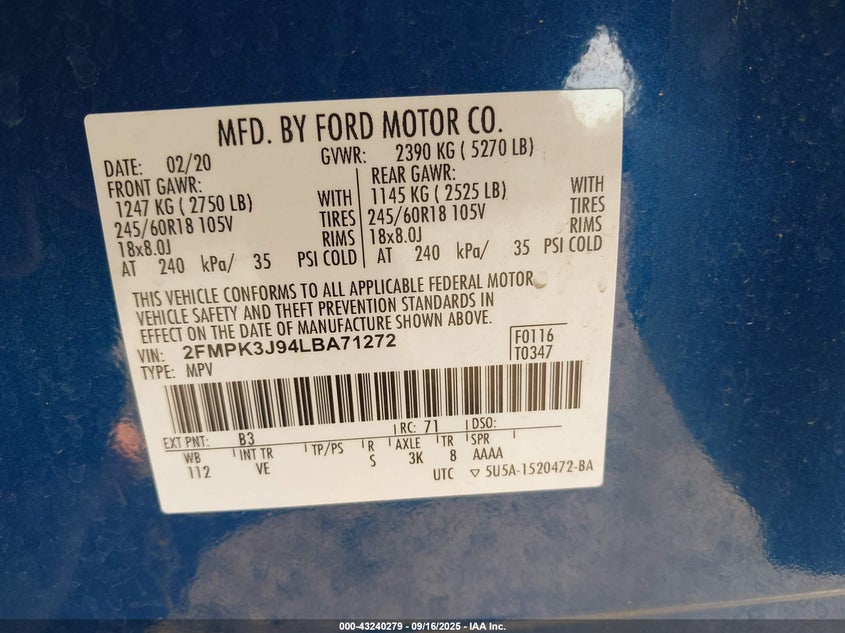 MFD. BY FORD MOTOR CO.
DATE: 02/20 GVWR: 2390 KG ( 5270 LB)
FRONT GAWR: REAR GAWR:
1247 KG ( 2750 LB) WITH 1145 KG ( 2525 LB) WITH
245/60R18 105V TIRES 245/60R18 105V TIRES
18x8.0J RIMS 18x8.0J RIMS
AT 240 kPa/ 35 PSI COLD AT 240 kPa/ 35 PSI COLD
THIS VEHICLE CONFORMS TO ALL APPLICABLE FEDERAL MOTOR
VEHICLE SAFETY AND THEFT PREVENTION STANDARDS IN
EFFECT ON THE DATE OF MANUFACTURE SHOWN ABOVE.
VIN: 2FMPK3J94LBA71272 F0116
TYPE: MPV T0347
EXT PNT: B3 RC: 71 DSO:
WB INT TR TP/PS R AXLE TR SPR
112 VE S 3K 8 AAAA
UTC ▽ 5U5A-1520472-BA
000-43240279 - 09/16/2025 - IAA Inc.